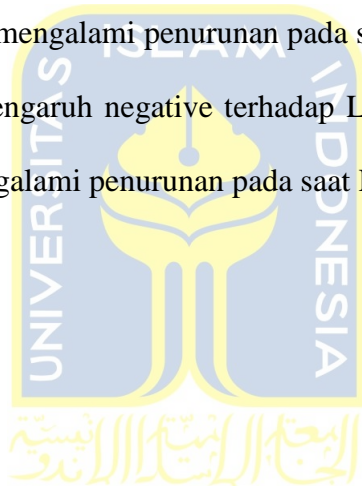 mengalami penurunan pada s
engaruh negative terhadap L
galami penurunan pada saat
UNIVERSITAS ISLAM INDONESIA